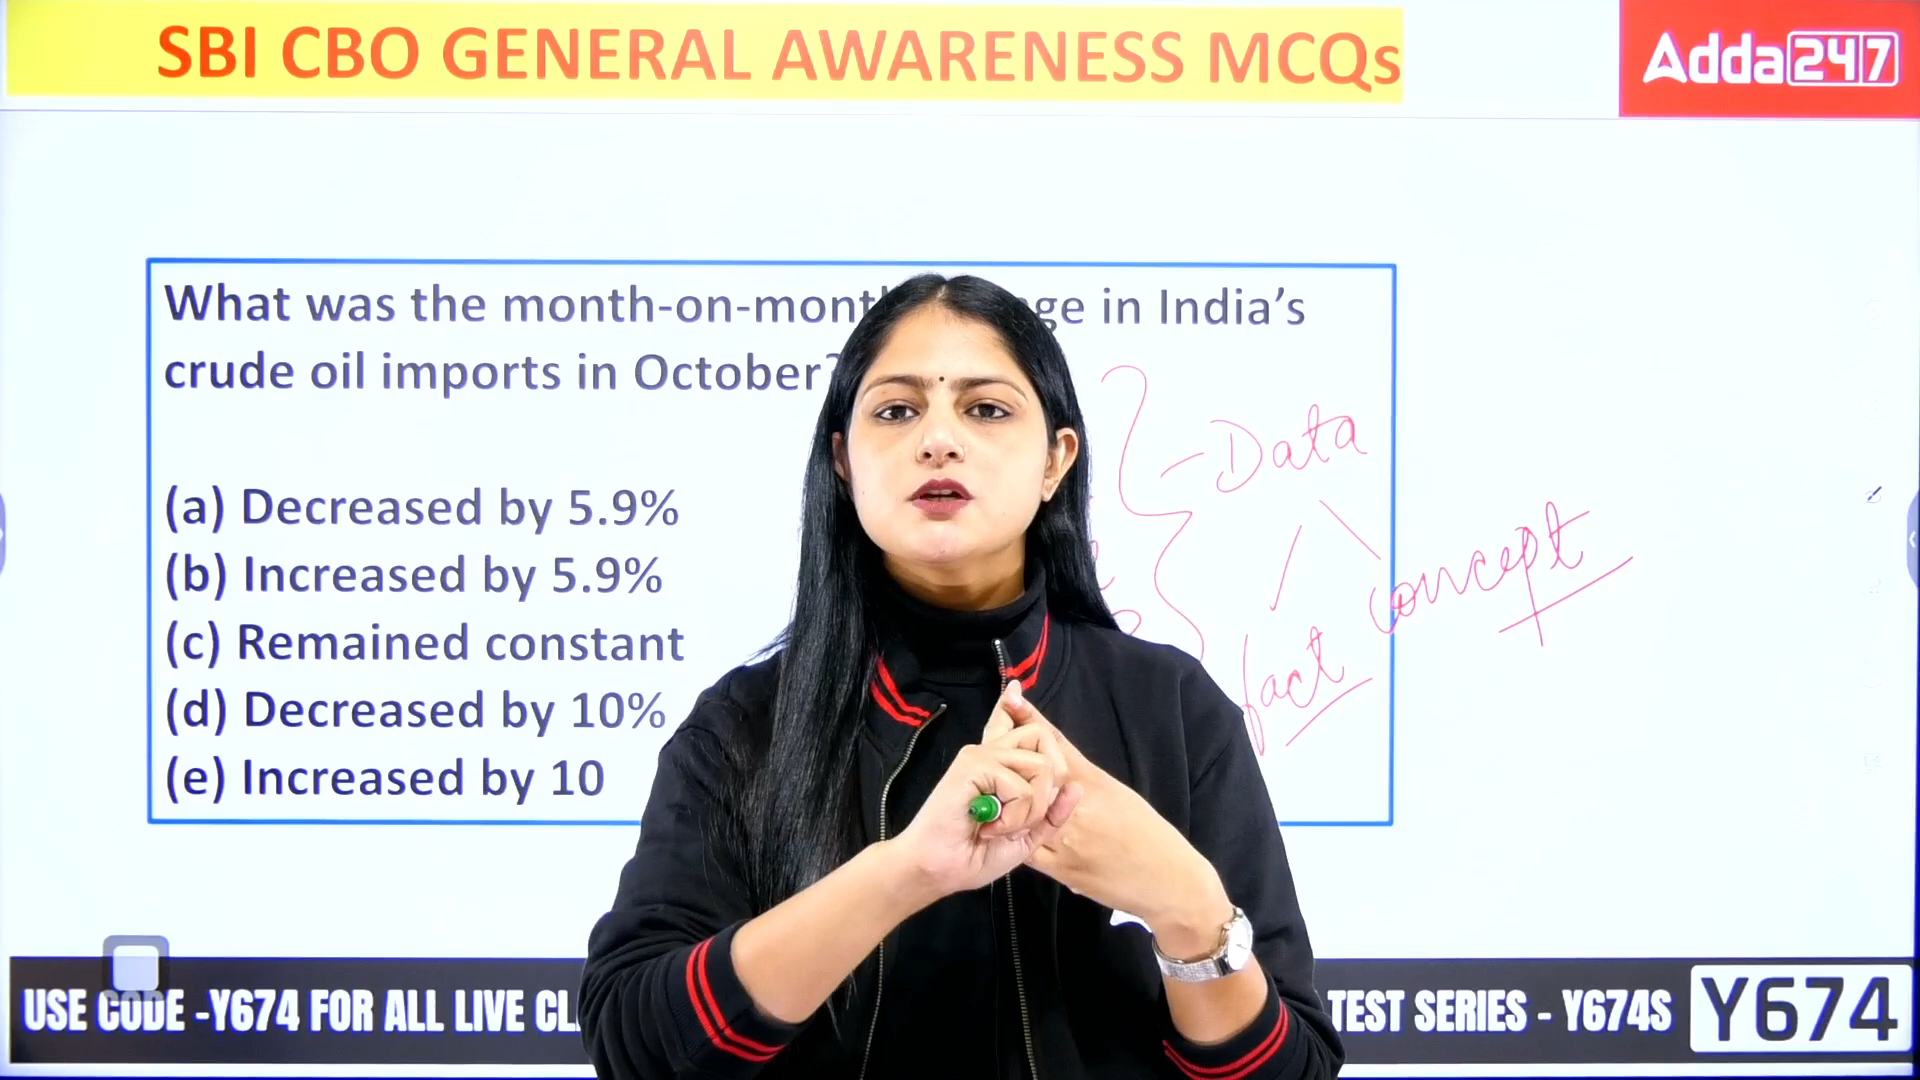 SBI CBO GENERAL AWARENESS MCQs
Adda247
What was the month-on-mont ge in India's
crude oil imports in October?
(a) Decreased by 5.9%
(b) Increased by 5.9%
(c) Remained constant
(d) Decreased by 10%
(e) Increased by 10
Data
concept
fact
USE CODE -Y674 FOR ALL LIVE CL
TEST SERIES - Y674S
Y674